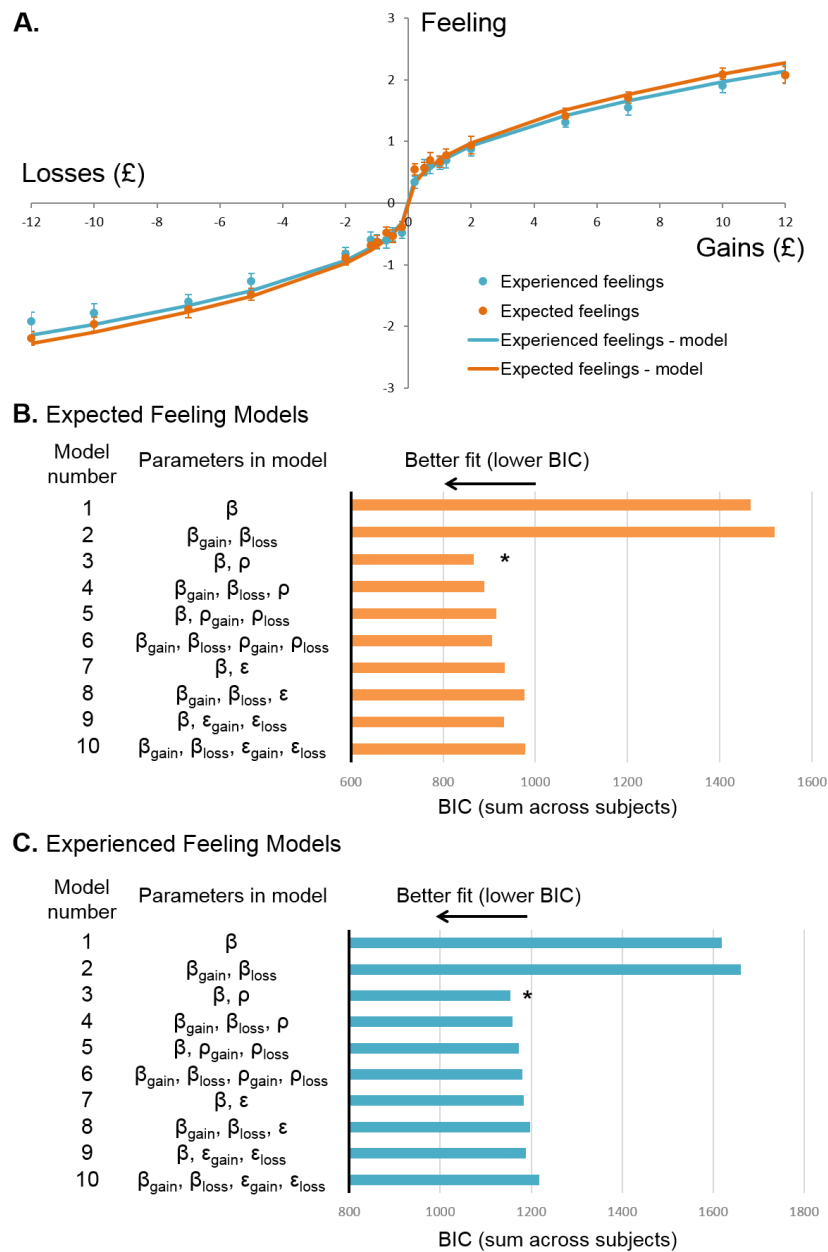 A.
Feeling
3
2
1
0
-1
-2
-3
Losses (£)
-12 -10 -8 -6 -4 -2 0 2 4 6 8 10 12
Gains (£)
Experienced feelings
Expected feelings
Experienced feelings - model
Expected feelings - model
B. Expected Feeling Models
Model number Parameters in model Better fit (lower BIC)
1 β
2 βgain, βloss
3 β, ρ *
4 βgain, βloss, ρ
5 β, ρgain, ρloss
6 βgain, βloss, ρgain, ρloss
7 β, ε
8 βgain, βloss, ε
9 β, εgain, εloss
10 βgain, βloss, εgain, εloss
600 800 1000 1200 1400 1600
BIC (sum across subjects)
C. Experienced Feeling Models
Model number Parameters in model Better fit (lower BIC)
1 β
2 βgain, βloss
3 β, ρ *
4 βgain, βloss, ρ
5 β, ρgain, ρloss
6 βgain, βloss, ρgain, ρloss
7 β, ε
8 βgain, βloss, ε
9 β, εgain, εloss
10 βgain, βloss, εgain, εloss
800 1000 1200 1400 1600 1800
BIC (sum across subjects)